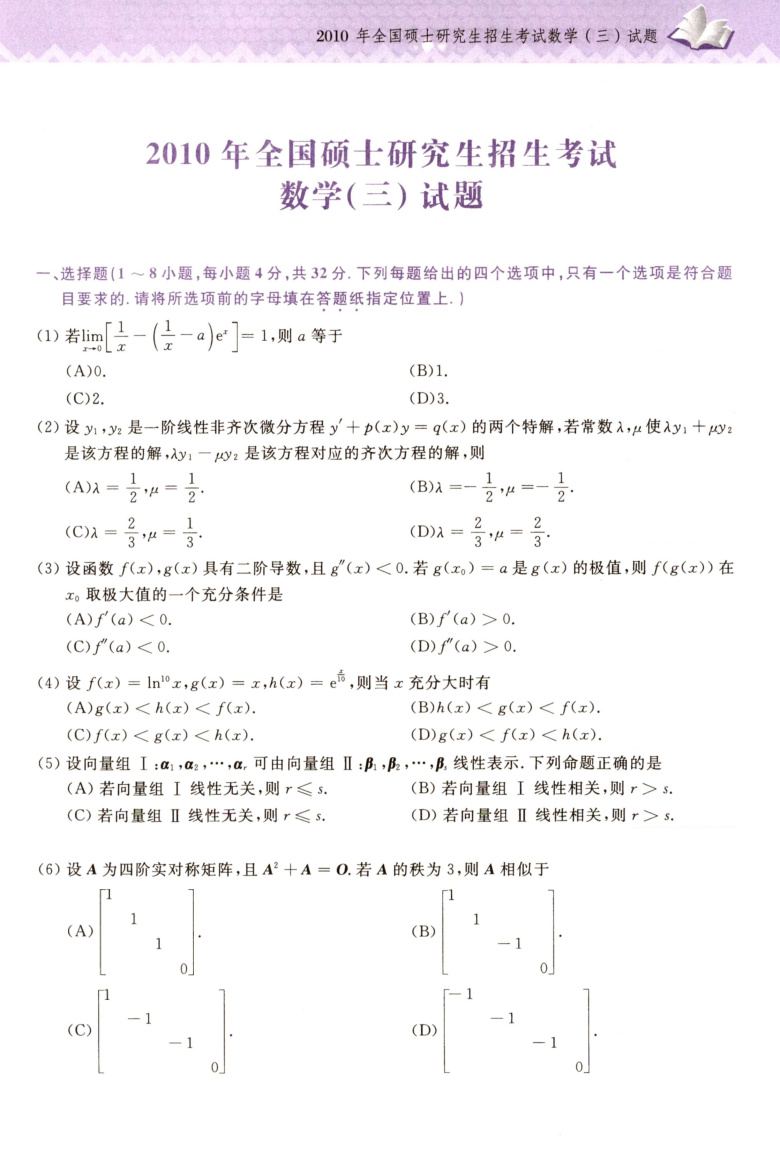 2010 年全国硕士研究生招生考试数学(三)试题
2010 年全国硕士研究生招生考试
数学(三)试题
一、选择题(1～8小题,每小题4分,共32分.下列每题给出的四个选项中,只有一个选项是符合题
目要求的.请将所选项前的字母填在答题纸指定位置上.)
(1) 若lim_{x→0}[1/x-(1/x-a)e^x]=1,则 a 等于
(A)0. (B)1.
(C)2. (D)3.
(2) 设 y₁,y₂ 是一阶线性非齐次微分方程 y′+p(x)y=q(x) 的两个特解,若常数 λ,μ 使 λy₁+μy₂
是该方程的解,λy₁-μy₂ 是该方程对应的齐次方程的解,则
(A)λ=1/2,μ=1/2. (B)λ=-1/2,μ=-1/2.
(C)λ=2/3,μ=1/3. (D)λ=2/3,μ=2/3.
(3) 设函数 f(x),g(x) 具有二阶导数,且 g″(x)<0.若 g(x₀)=a 是 g(x) 的极值,则 f(g(x)) 在
x₀ 取极大值的一个充分条件是
(A)f′(a)<0. (B)f′(a)>0.
(C)f″(a)<0. (D)f″(a)>0.
(4) 设 f(x)=ln¹⁰x,g(x)=x,h(x)=e^{x/10},则当 x 充分大时有
(A)g(x)<h(x)<f(x). (B)h(x)<g(x)<f(x).
(C)f(x)<g(x)<h(x). (D)g(x)<f(x)<h(x).
(5) 设向量组 Ⅰ:α₁,α₂,…,αᵣ 可由向量组 Ⅱ:β₁,β₂,…,βₛ 线性表示.下列命题正确的是
(A) 若向量组 Ⅰ 线性无关,则 r≤s. (B) 若向量组 Ⅰ 线性相关,则 r>s.
(C) 若向量组 Ⅱ 线性无关,则 r≤s. (D) 若向量组 Ⅱ 线性相关,则 r>s.
(6) 设 A 为四阶实对称矩阵,且 A²+A=O.若 A 的秩为 3,则 A 相似于
(A) [1 1 1 0]. (B) [1 1 -1 0].
(C) [1 -1 -1 0]. (D) [-1 -1 -1 0].